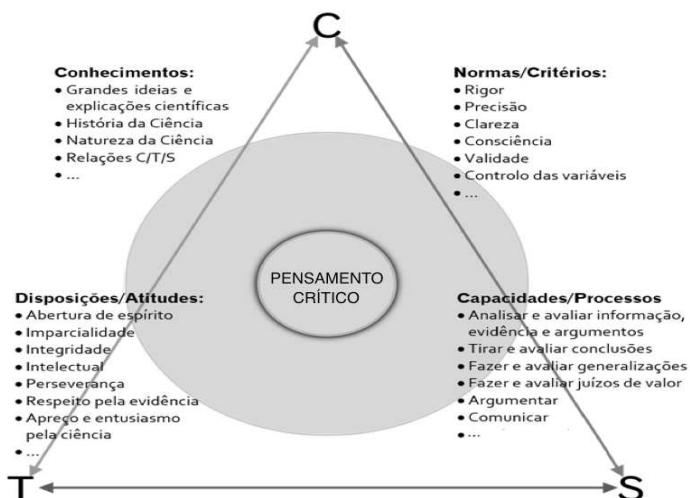 C
Conhecimentos:
• Grandes ideias e
explicações científicas
• História da Ciência
• Natureza da Ciência
• Relações C/T/S
• ...
Normas/Critérios:
• Rigor
• Precisão
• Clareza
• Consciência
• Validade
• Controlo das variáveis
• ...
PENSAMENTO
CRÍTICO
Disposições/Atitudes:
• Abertura de espírito
• Imparcialidade
• Integridade
• Intelectual
• Perseverança
• Respeito pela evidência
• Apreço e entusiasmo
pela ciência
• ...
Capacidades/Processos
• Analisar e avaliar informação,
evidência e argumentos
• Tirar e avaliar conclusões
• Fazer e avaliar generalizações
• Fazer e avaliar juízos de valor
• Argumentar
• Comunicar
• ...
T
S